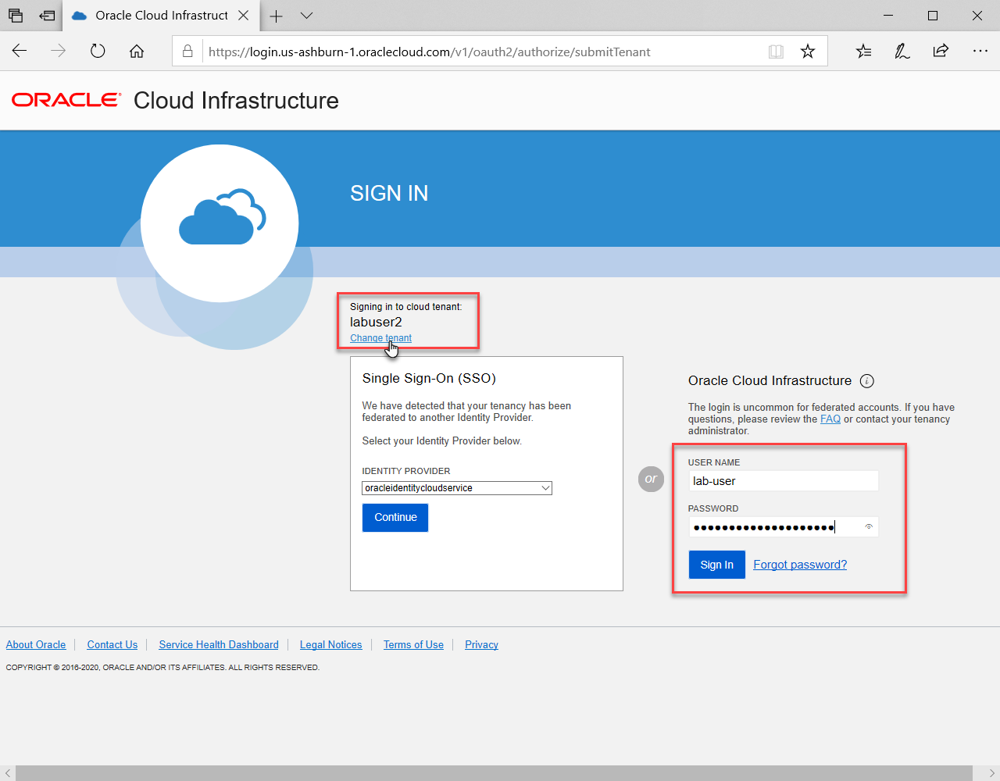 Oracle Cloud Infrastruct
https://login.us-ashburn-1.oraclecloud.com/v1/oauth2/authorize/submitTenant
ORACLE® Cloud Infrastructure
SIGN IN
Signing in to cloud tenant:
labuser2
Change tenant
Single Sign-On (SSO)
We have detected that your tenancy has been
federated to another Identity Provider.
Select your Identity Provider below.
IDENTITY PROVIDER
oracleidentitycloudservice
Continue
or
Oracle Cloud Infrastructure i
The login is uncommon for federated accounts. If you have
questions, please review the FAQ or contact your tenancy
administrator.
USER NAME
lab-user
PASSWORD
●●●●●●●●●●●●●●●●●●●●
Sign In Forgot password?
About Oracle Contact Us Service Health Dashboard Legal Notices Terms of Use Privacy
COPYRIGHT © 2016-2020, ORACLE AND/OR ITS AFFILIATES. ALL RIGHTS RESERVED.